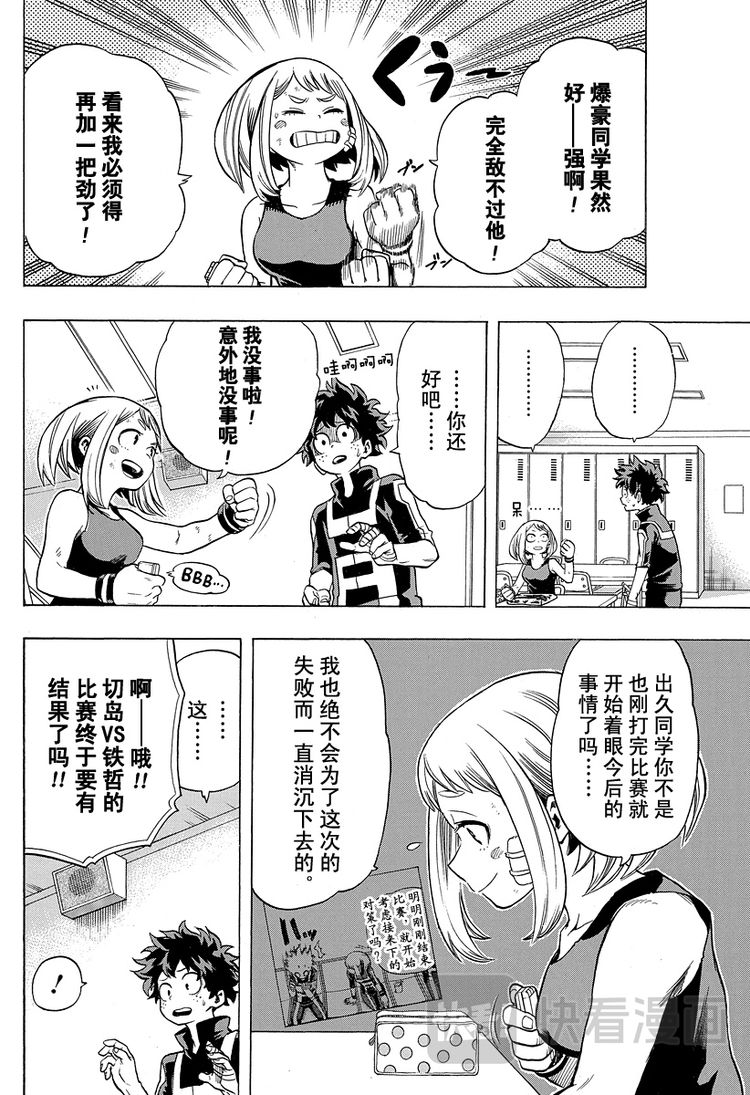 爆豪同学果然
好——强啊！
完全敌不过他！
くぅ～
ブン
ブン
看来我必须得
再加一把劲了！
…………
…………
呆…
……你还
好吧……
哇啊啊啊
我没事啦！
意外地没事呢！
BBB…
出久同学你不是
也刚打完比赛就
开始着眼今后的
事情了吗……
我也绝不会为了这次的
失败而一直消沉下去的。
明明刚刚结束
比赛，就开始
考虑接来下的
对策了吗？
快看漫画
……
这……
啊——哦！！
切岛VS铁哲的
比赛终于要有
结果了吗！！
！